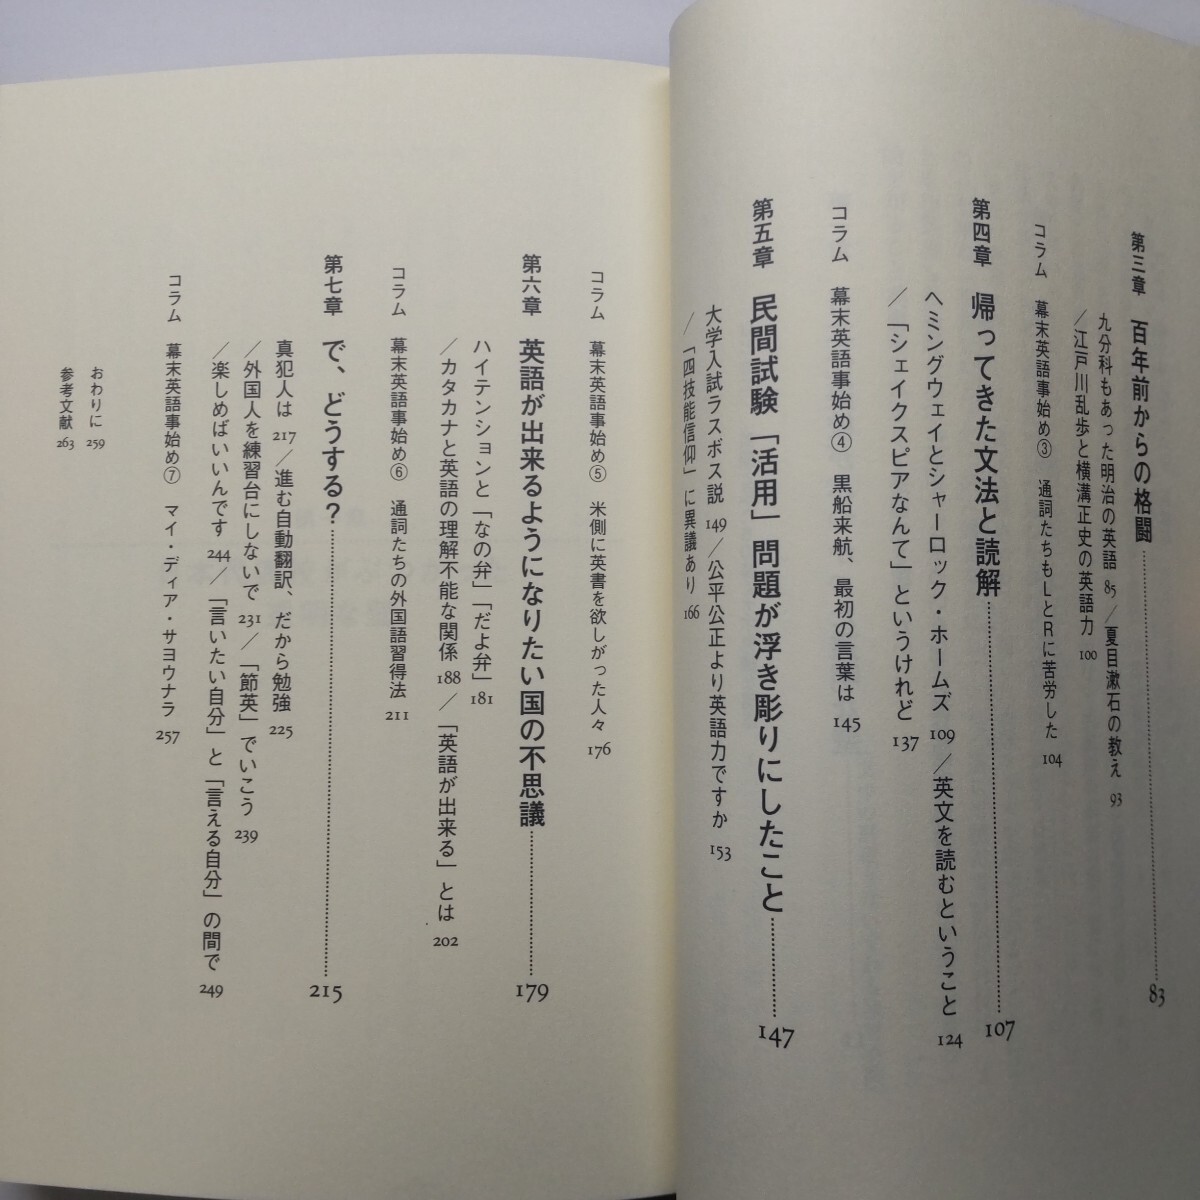 第三章　百年前からの格闘 83
九分科もあった明治の英語 85／夏目漱石の教え 93
／江戸川乱歩と横溝正史の英語力 100
コラム　幕末英語事始め③　通詞たちもLとRに苦労した 104
第四章　帰ってきた文法と読解 107
ヘミングウェイとシャーロック・ホームズ 109／英文を読むということ 124
／「シェイクスピアなんて」というけれど 137
コラム　幕末英語事始め④　黒船来航、最初の言葉は 145
第五章　民間試験「活用」問題が浮き彫りにしたこと 147
大学入試ラスボス説 149／公平公正より英語力ですか 153
／「四技能信仰」に異議あり 166
コラム　幕末英語事始め⑤　米側に英書を欲しがった人々 176
第六章　英語が出来るようになりたい国の不思議 179
ハイテンションと「なの弁」「だよ弁」 181
／カタカナと英語の理解不能な関係 188／「英語が出来る」とは 202
コラム　幕末英語事始め⑥　通詞たちの外国語習得法 211
第七章　で、どうする？ 215
真犯人は 217／進む自動翻訳、だから勉強 225
／外国人を練習台にしないで 231／「節英」でいこう 239
／楽しめばいいんです 244／「言いたい自分」と「言える自分」の間で 249
コラム　幕末英語事始め⑦　マイ・ディア・サヨウナラ 257
おわりに 259
参考文献 263